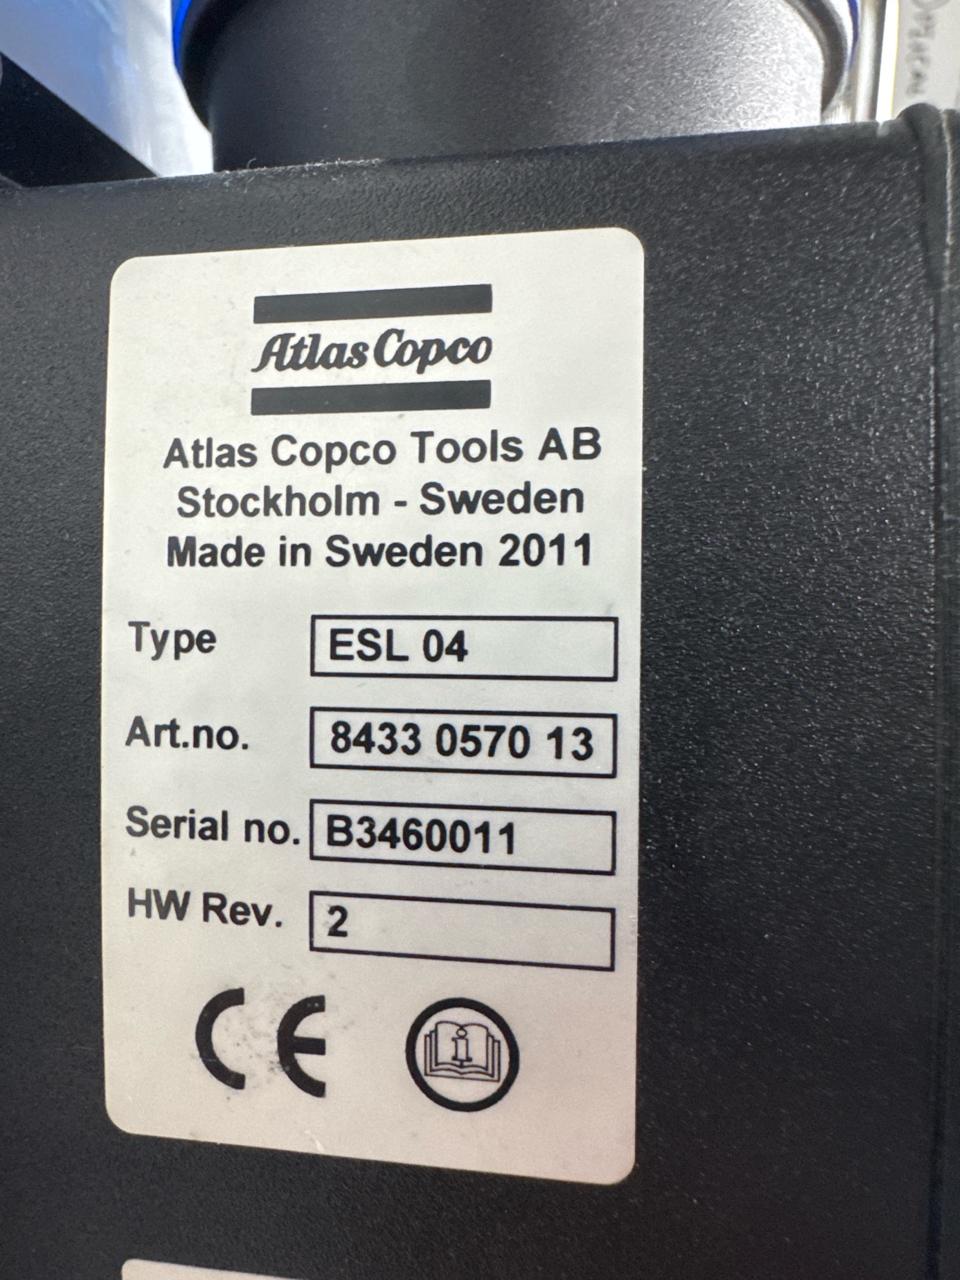 Atlas Copco
Atlas Copco Tools AB
Stockholm - Sweden
Made in Sweden 2011
Type ESL 04
Art.no. 8433 0570 13
Serial no. B3460011
HW Rev. 2
CE
i